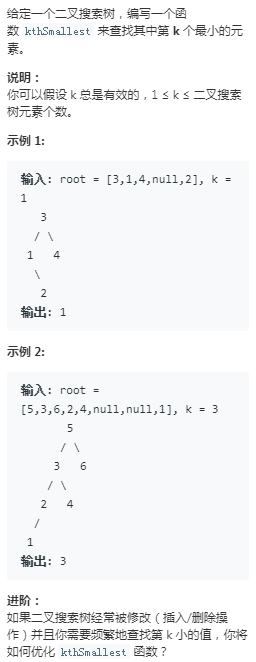 给定一个二叉搜索树，编写一个函
数 kthSmallest 来查找其中第 k 个最小的元
素。
说明：
你可以假设 k 总是有效的，1 ≤ k ≤ 二叉搜索
树元素个数。
示例 1:
输入: root = [3,1,4,null,2], k =
1
3
/ \
1 4
\
2
输出: 1
示例 2:
输入: root =
[5,3,6,2,4,null,null,1], k = 3
5
/ \
3 6
/ \
2 4
/
1
输出: 3
进阶：
如果二叉搜索树经常被修改（插入/删除操
作）并且你需要频繁地查找第 k 小的值，你将
如何优化 kthSmallest 函数？